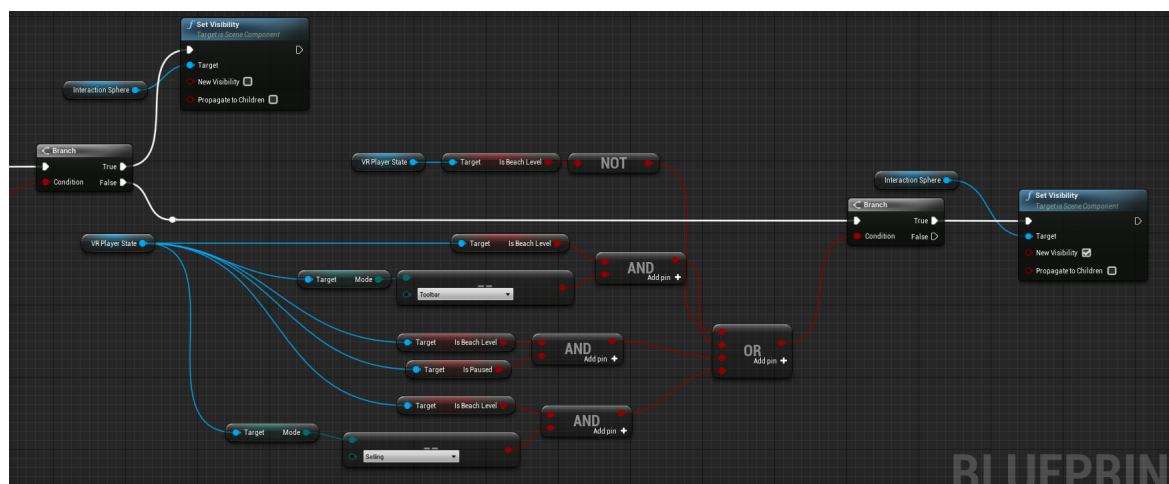 Set Visibility
Target is Scene Component
Target
New Visibility
Propagate to Children
Interaction Sphere
Branch
True
Condition
False
VR Player State
Target Is Beach Level
NOT
Interaction Sphere
Branch
True
Condition
False
Set Visibility
Target is Scene Component
Target
New Visibility
Propagate to Children
VR Player State
Target Is Beach Level
Target Mode
==
Toolbar
AND
Add pin +
Target Is Beach Level
Target Is Paused
AND
Add pin +
OR
Add pin +
Target Is Beach Level
Target Mode
==
Selling
AND
Add pin +
BLUEPRIN